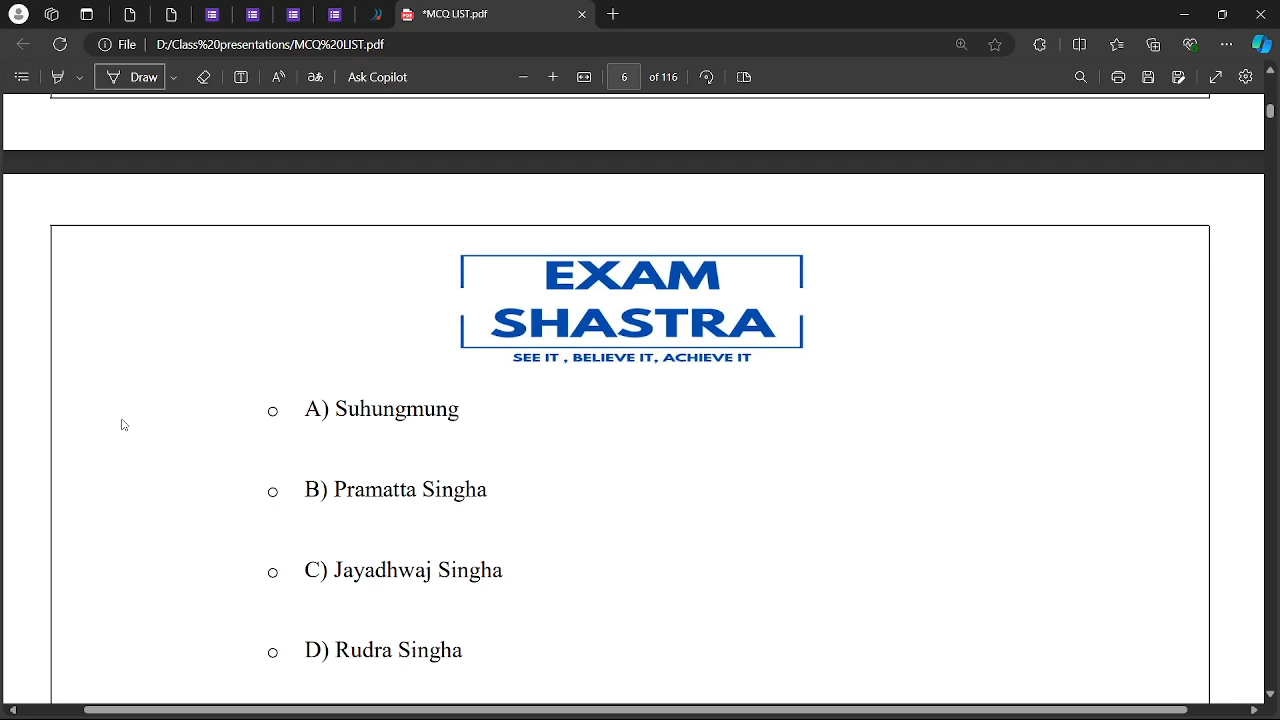 *MCQ LIST.pdf
File D:/Class%20presentations/MCQ%20LIST.pdf
Draw Ask Copilot 6 of 116
EXAM
SHASTRA
SEE IT , BELIEVE IT, ACHIEVE IT
o A) Suhungmung
o B) Pramatta Singha
o C) Jayadhwaj Singha
o D) Rudra Singha